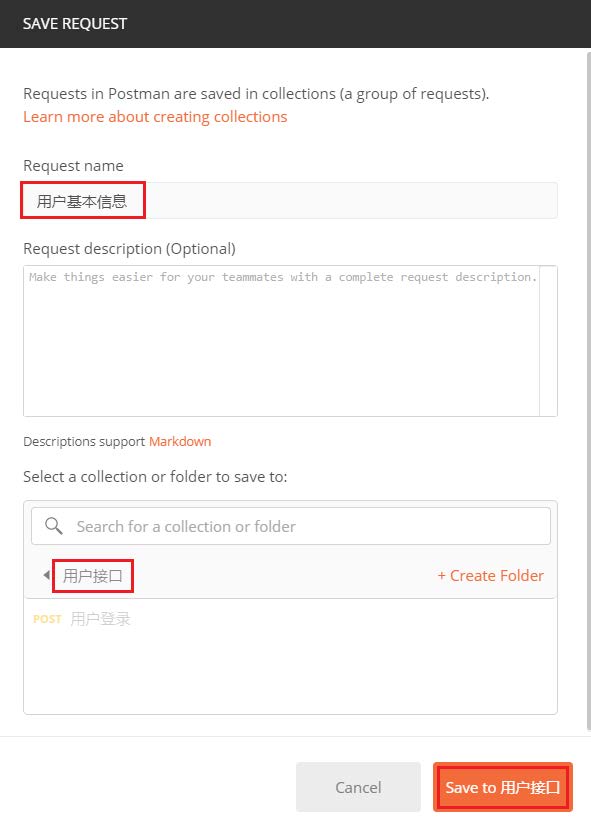 SAVE REQUEST
Requests in Postman are saved in collections (a group of requests).
Learn more about creating collections
Request name
用户基本信息
Request description (Optional)
Make things easier for your teammates with a complete request description.
Descriptions support Markdown
Select a collection or folder to save to:
Search for a collection or folder
用户接口 + Create Folder
POST 用户登录
Cancel Save to 用户接口